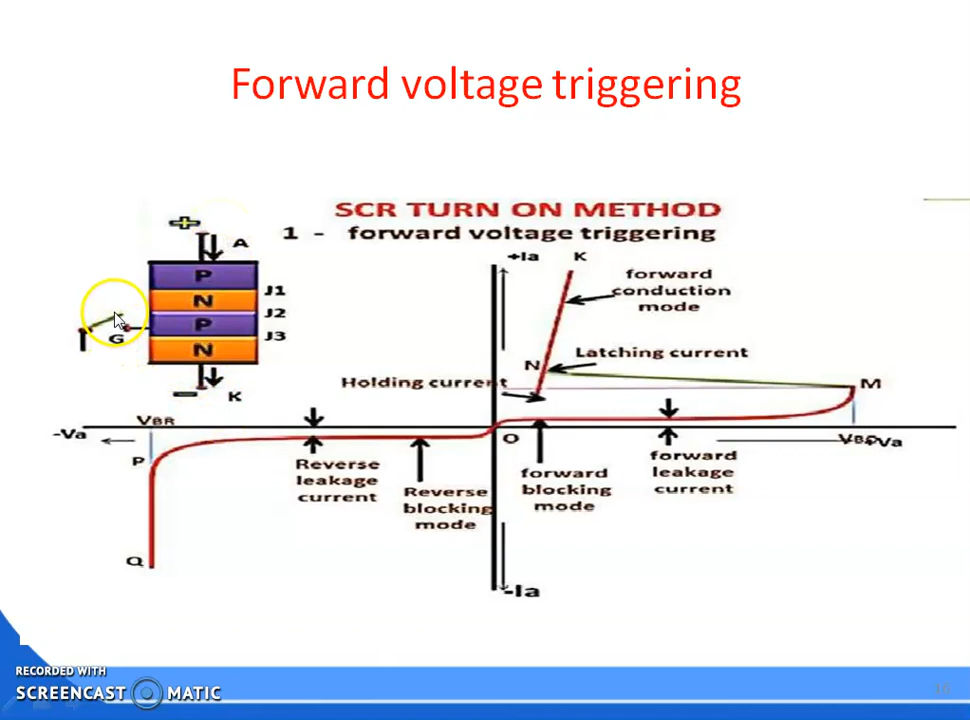 Forward voltage triggering
SCR TURN ON METHOD
1 - forward voltage triggering
+
A
P
N
P
N
J1
J2
J3
G
K
+Ia
K
forward
conduction
mode
N
Latching current
Holding current
M
VBR
-Va
P
O
+Va
Reverse
leakage
current
Reverse
blocking
mode
forward
blocking
mode
forward
leakage
current
Q
-Ia
RECORDED WITH
SCREENCAST MATIC